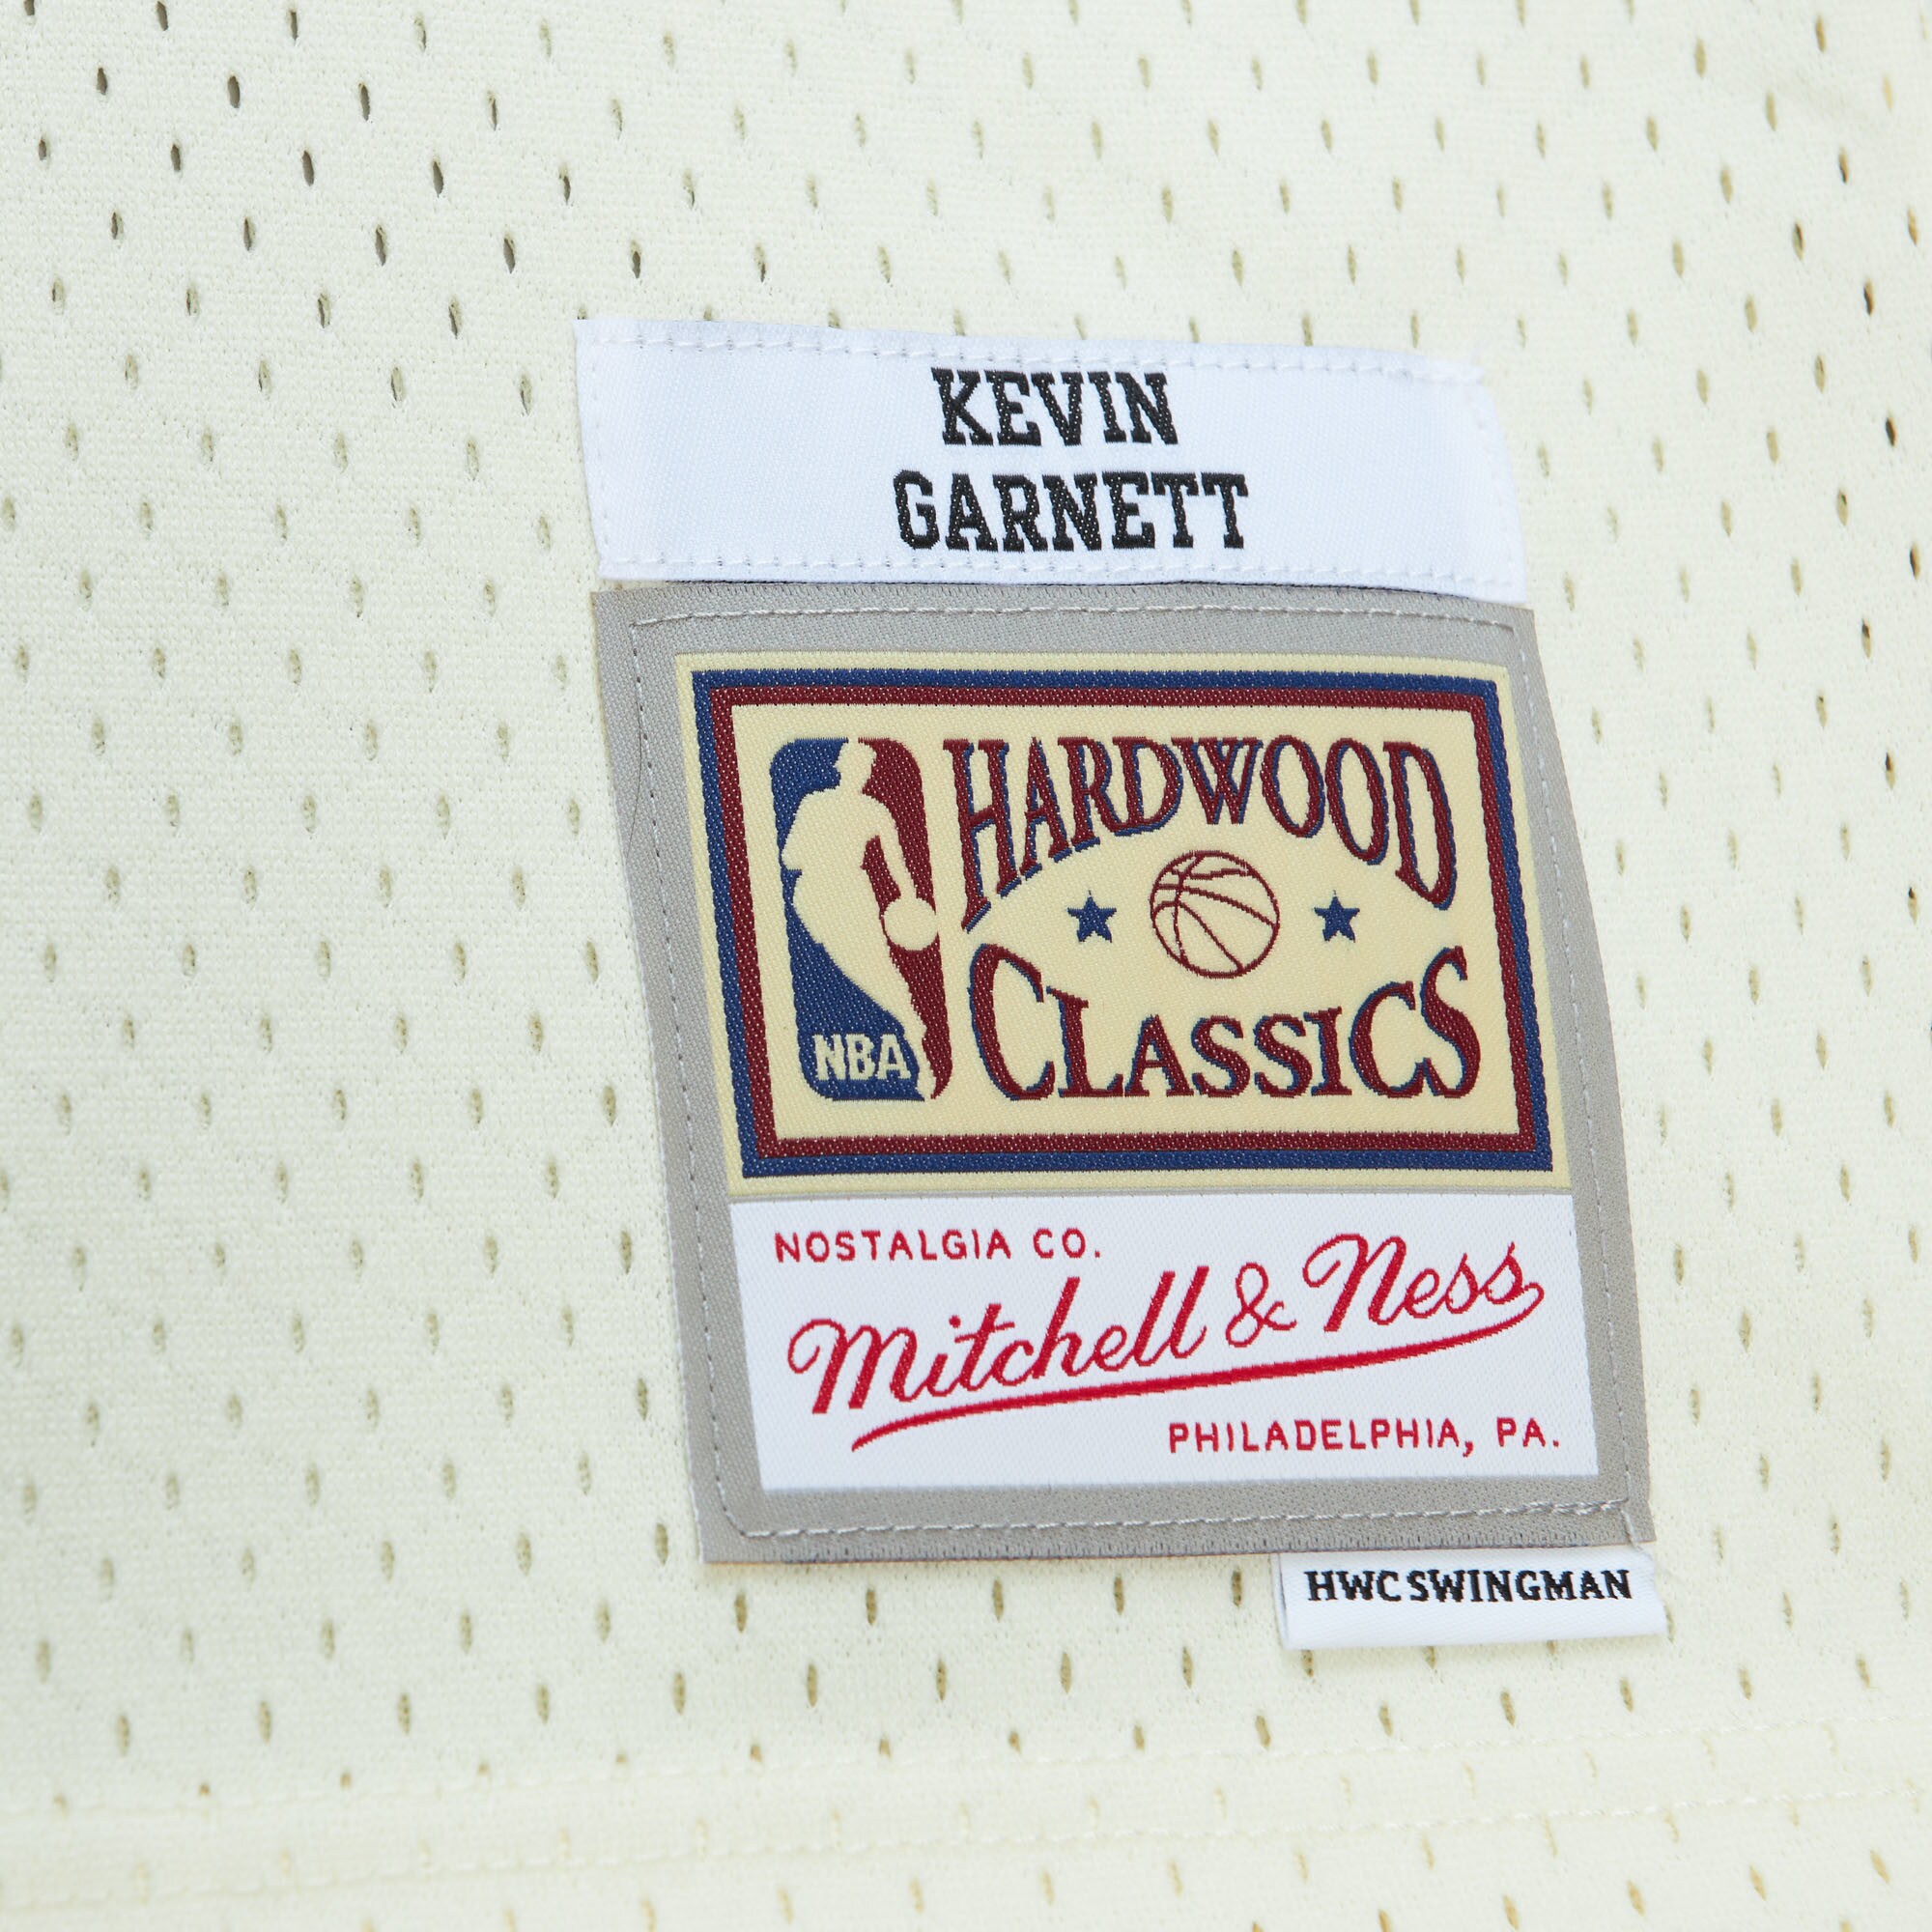 KEVIN
GARNETT
HARDWOOD
CLASSICS
NBA
NOSTALGIA CO.
Mitchell & Ness
PHILADELPHIA, PA.
HWC SWINGMAN